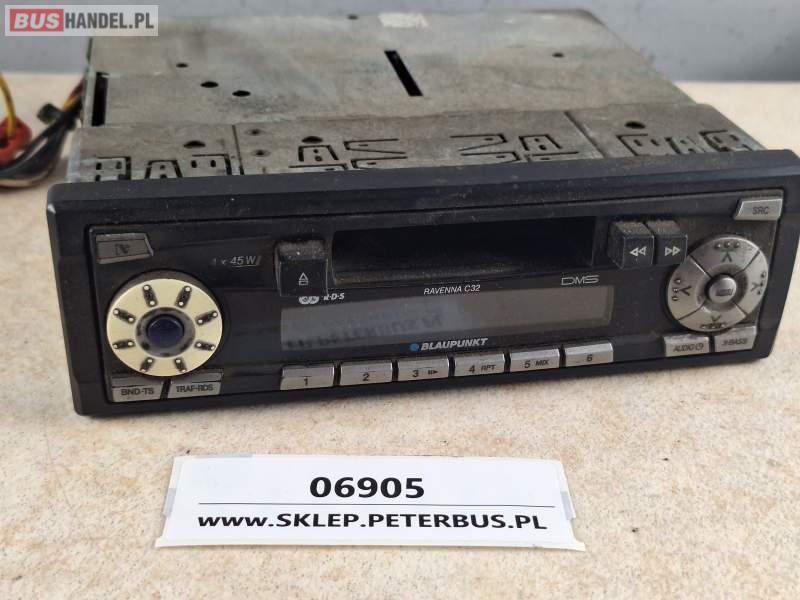 BUSHANDEL.PL
SRC
4 x 45W
R·D·S
RAVENNA C32
DMS
BLAUPUNKT
AUDIO
X-BASS
BND·TS
TRAF·RDS
1
2
3
4 RPT
5 MIX
6
06905
WWW.SKLEP.PETERBUS.PL